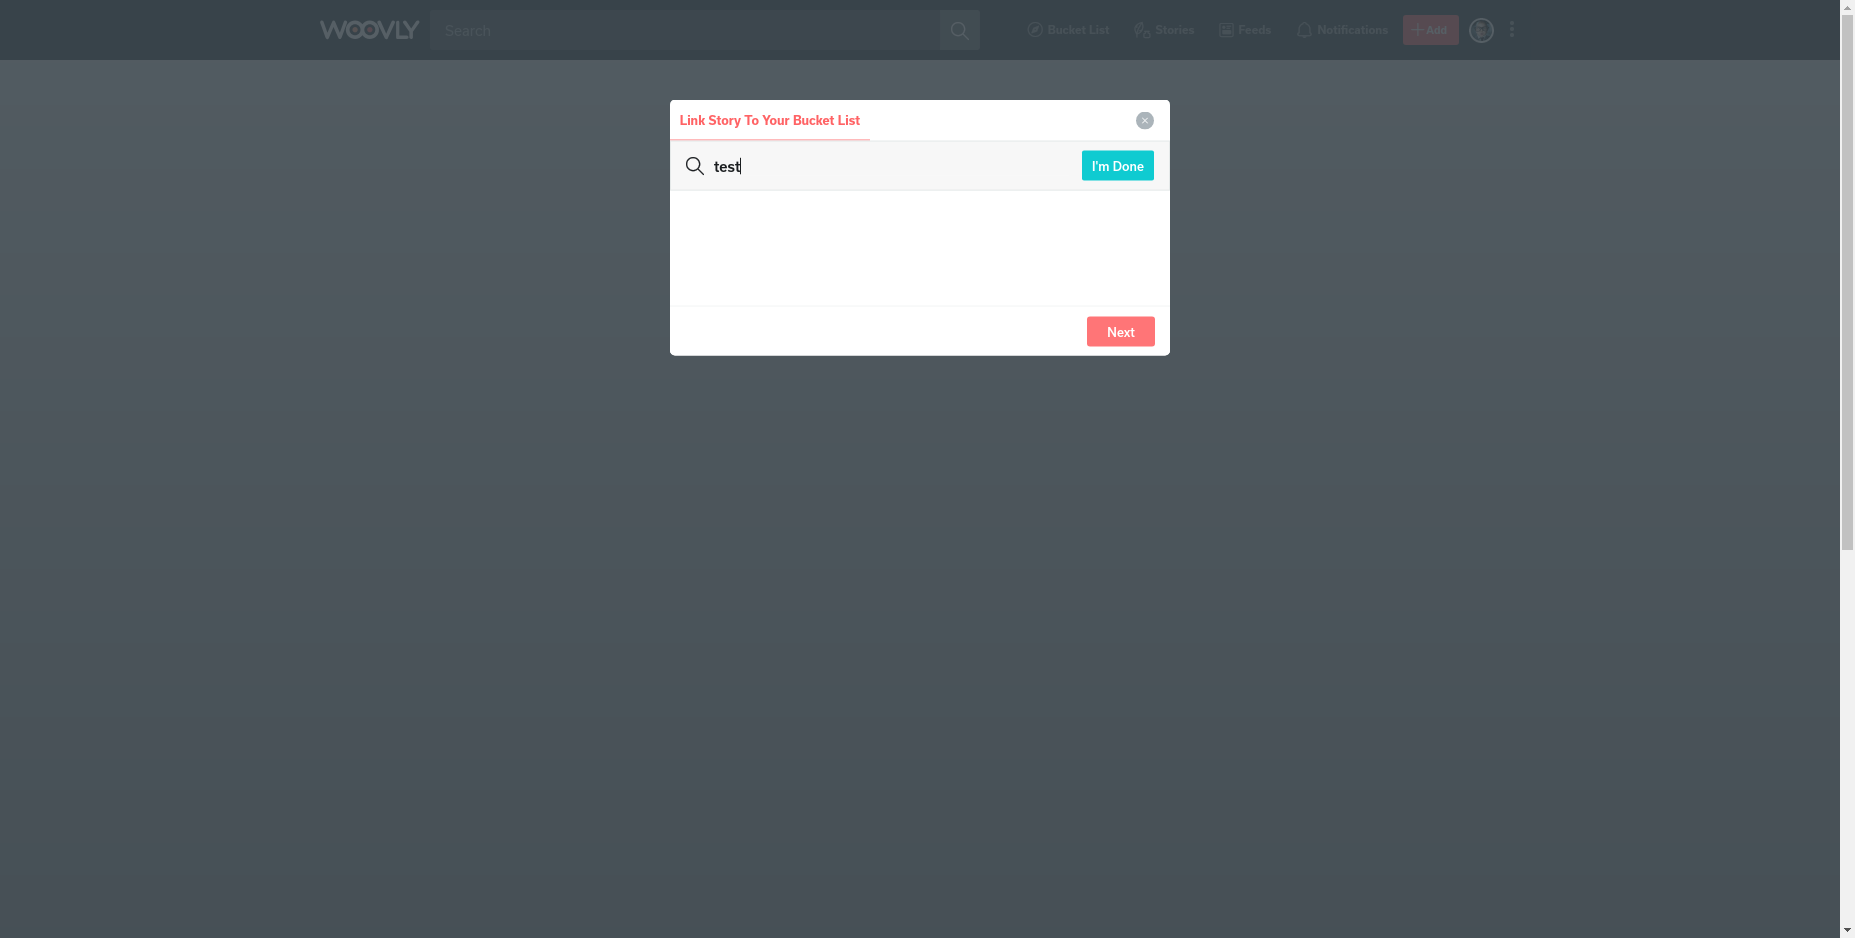 WOOVLY
Search
Bucket List
Stories
Feeds
Notifications
+ Add
Link Story To Your Bucket List
test
I'm Done
Next